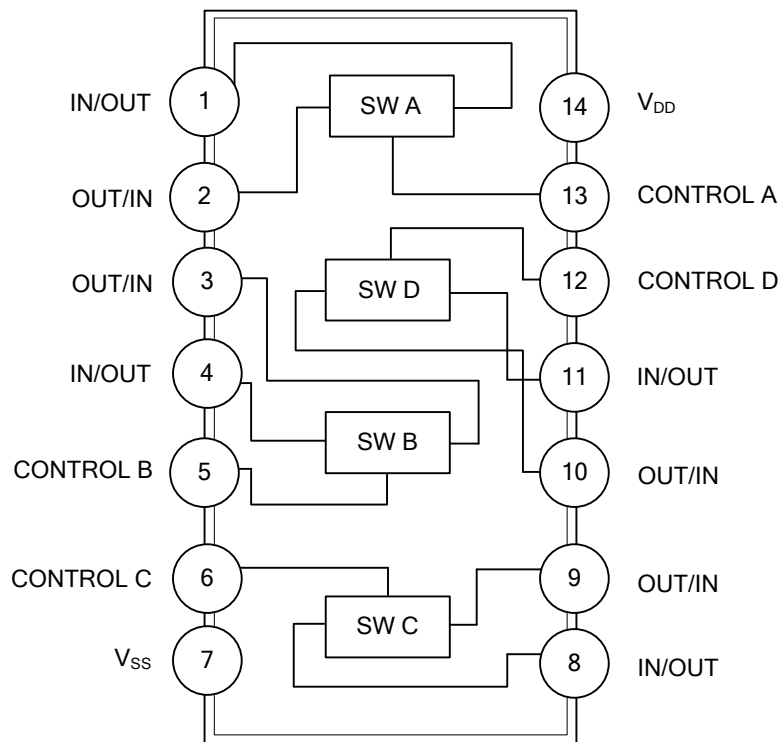 IN/OUT 1 SW A 14 VDD
OUT/IN 2 13 CONTROL A
OUT/IN 3 SW D 12 CONTROL D
IN/OUT 4 11 IN/OUT
SW B
CONTROL B 5 10 OUT/IN
CONTROL C 6 9 OUT/IN
SW C
VSS 7 8 IN/OUT